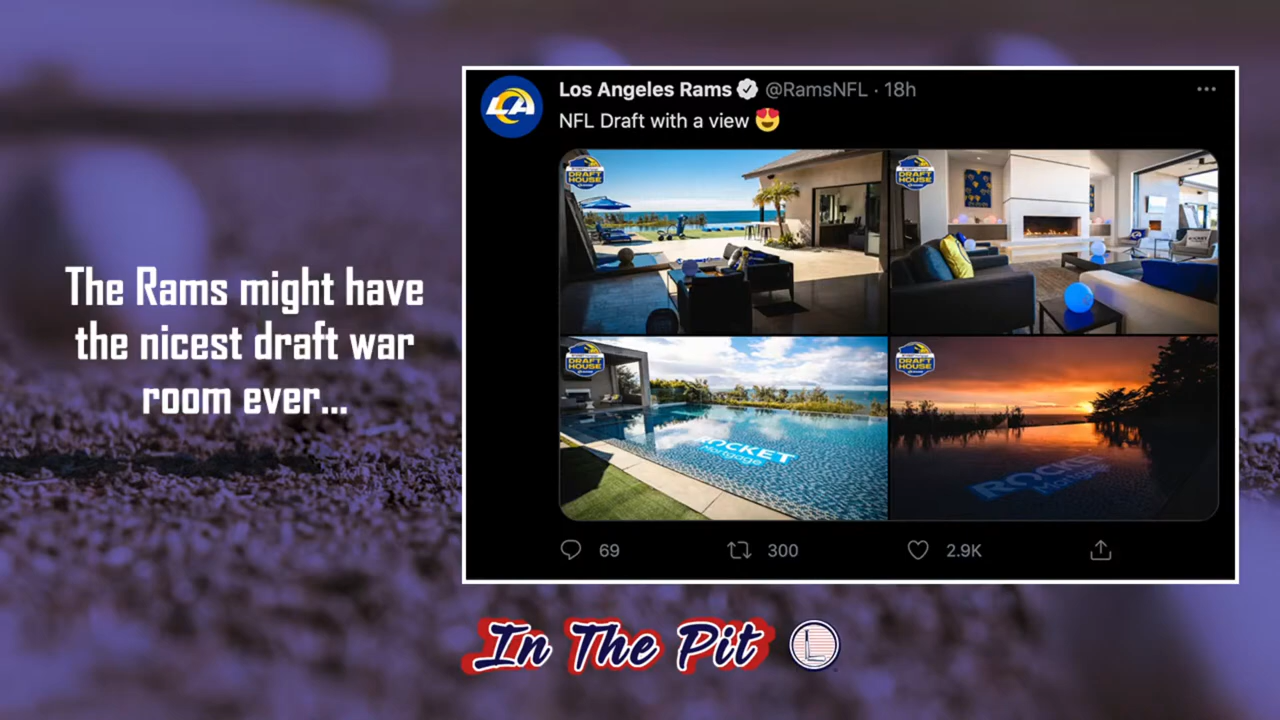 The Rams might have
the nicest draft war
room ever...
LA
Los Angeles Rams @RamsNFL · 18h
NFL Draft with a view 😍
DRAFT
HOUSE
DRAFT
HOUSE
DRAFT
HOUSE
ROCKET
Mortgage
DRAFT
HOUSE
ROCKET
Mortgage
69 300 2.9K
In The Pit